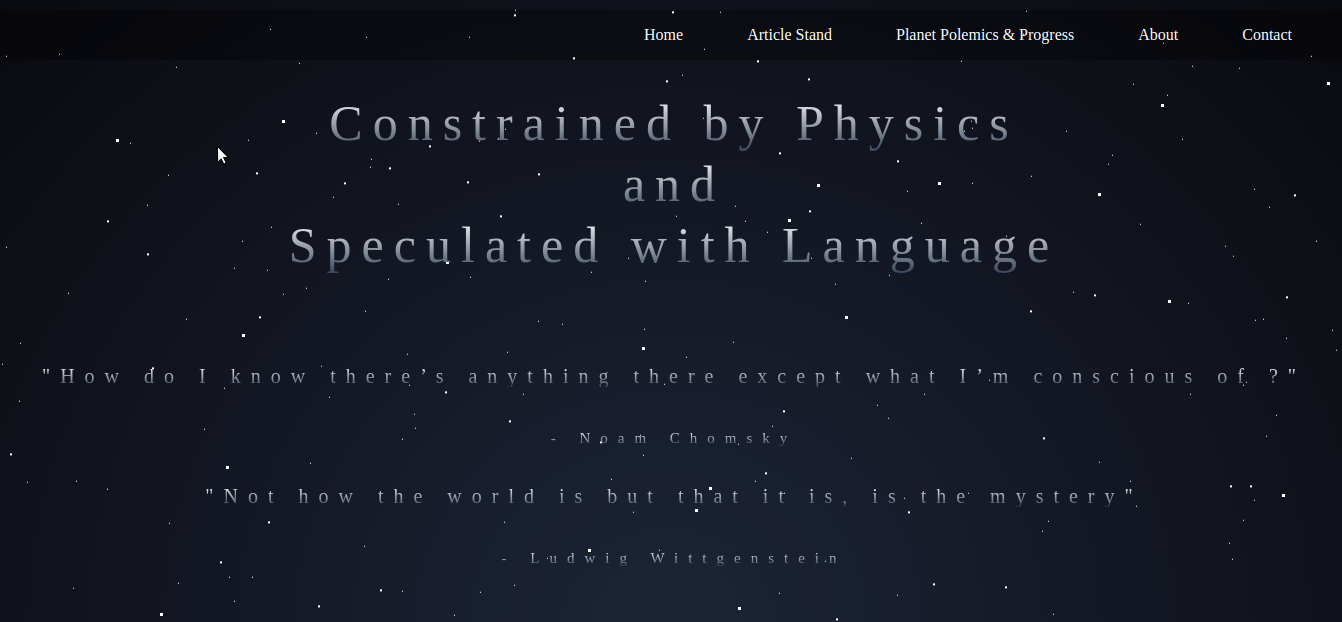 Home Article Stand Planet Polemics & Progress About Contact
Constrained by Physics
and
Speculated with Language
"How do I know there’s anything there except what I’m conscious of ?"
- Noam Chomsky
"Not how the world is but that it is, is the mystery"
- Ludwig Wittgenstein